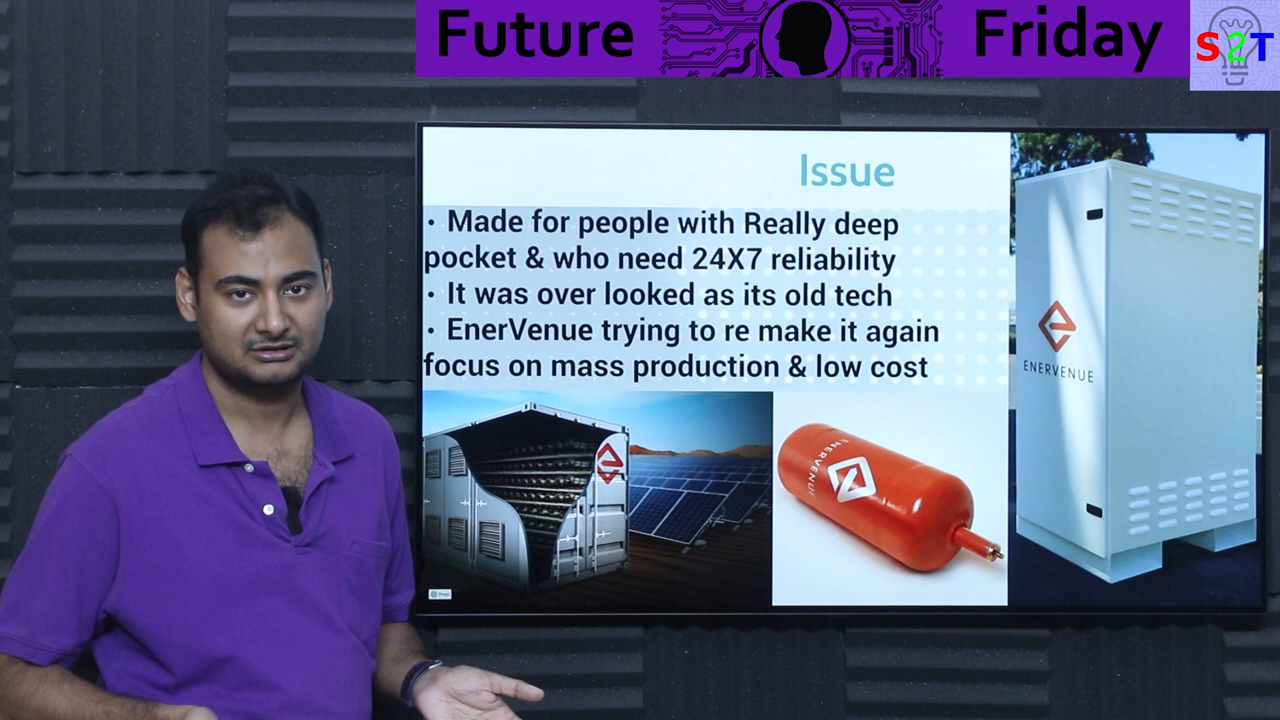 Future Friday
S2T
Issue
• Made for people with Really deep
pocket & who need 24X7 reliability
• It was over looked as its old tech
• EnerVenue trying to re make it again
focus on mass production & low cost
ENERVENUE
ENERVENUE
Prezi